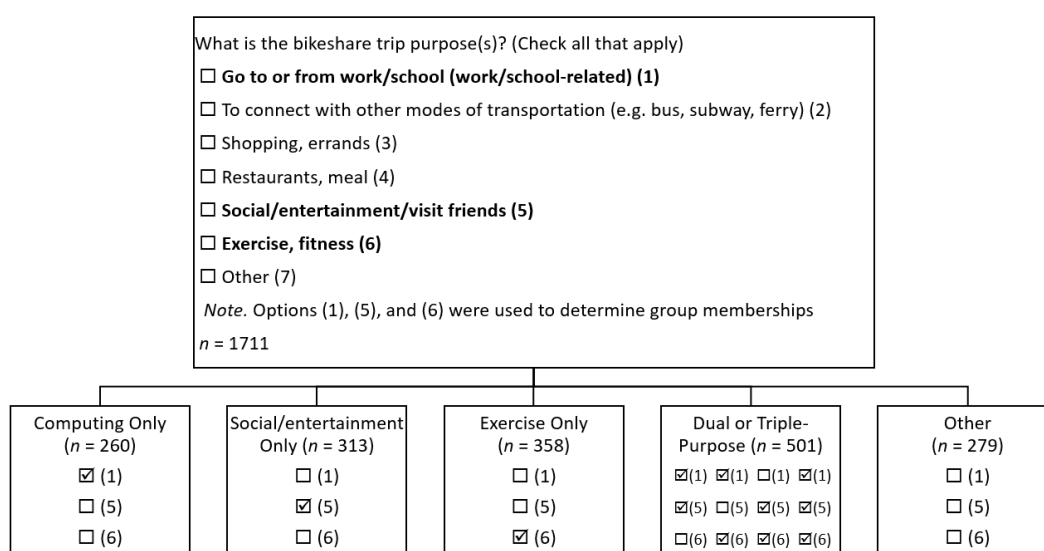 What is the bikeshare trip purpose(s)? (Check all that apply)
☐ Go to or from work/school (work/school-related) (1)
☐ To connect with other modes of transportation (e.g. bus, subway, ferry) (2)
☐ Shopping, errands (3)
☐ Restaurants, meal (4)
☐ Social/entertainment/visit friends (5)
☐ Exercise, fitness (6)
☐ Other (7)
Note. Options (1), (5), and (6) were used to determine group memberships
n = 1711
Computing Only
(n = 260)
☑ (1)
☐ (5)
☐ (6)
Social/entertainment
Only (n = 313)
☐ (1)
☑ (5)
☐ (6)
Exercise Only
(n = 358)
☐ (1)
☐ (5)
☑ (6)
Dual or Triple-
Purpose (n = 501)
☑(1) ☑(1) ☐(1) ☑(1)
☑(5) ☐(5) ☑(5) ☑(5)
☐(6) ☑(6) ☑(6) ☑(6)
Other
(n = 279)
☐ (1)
☐ (5)
☐ (6)